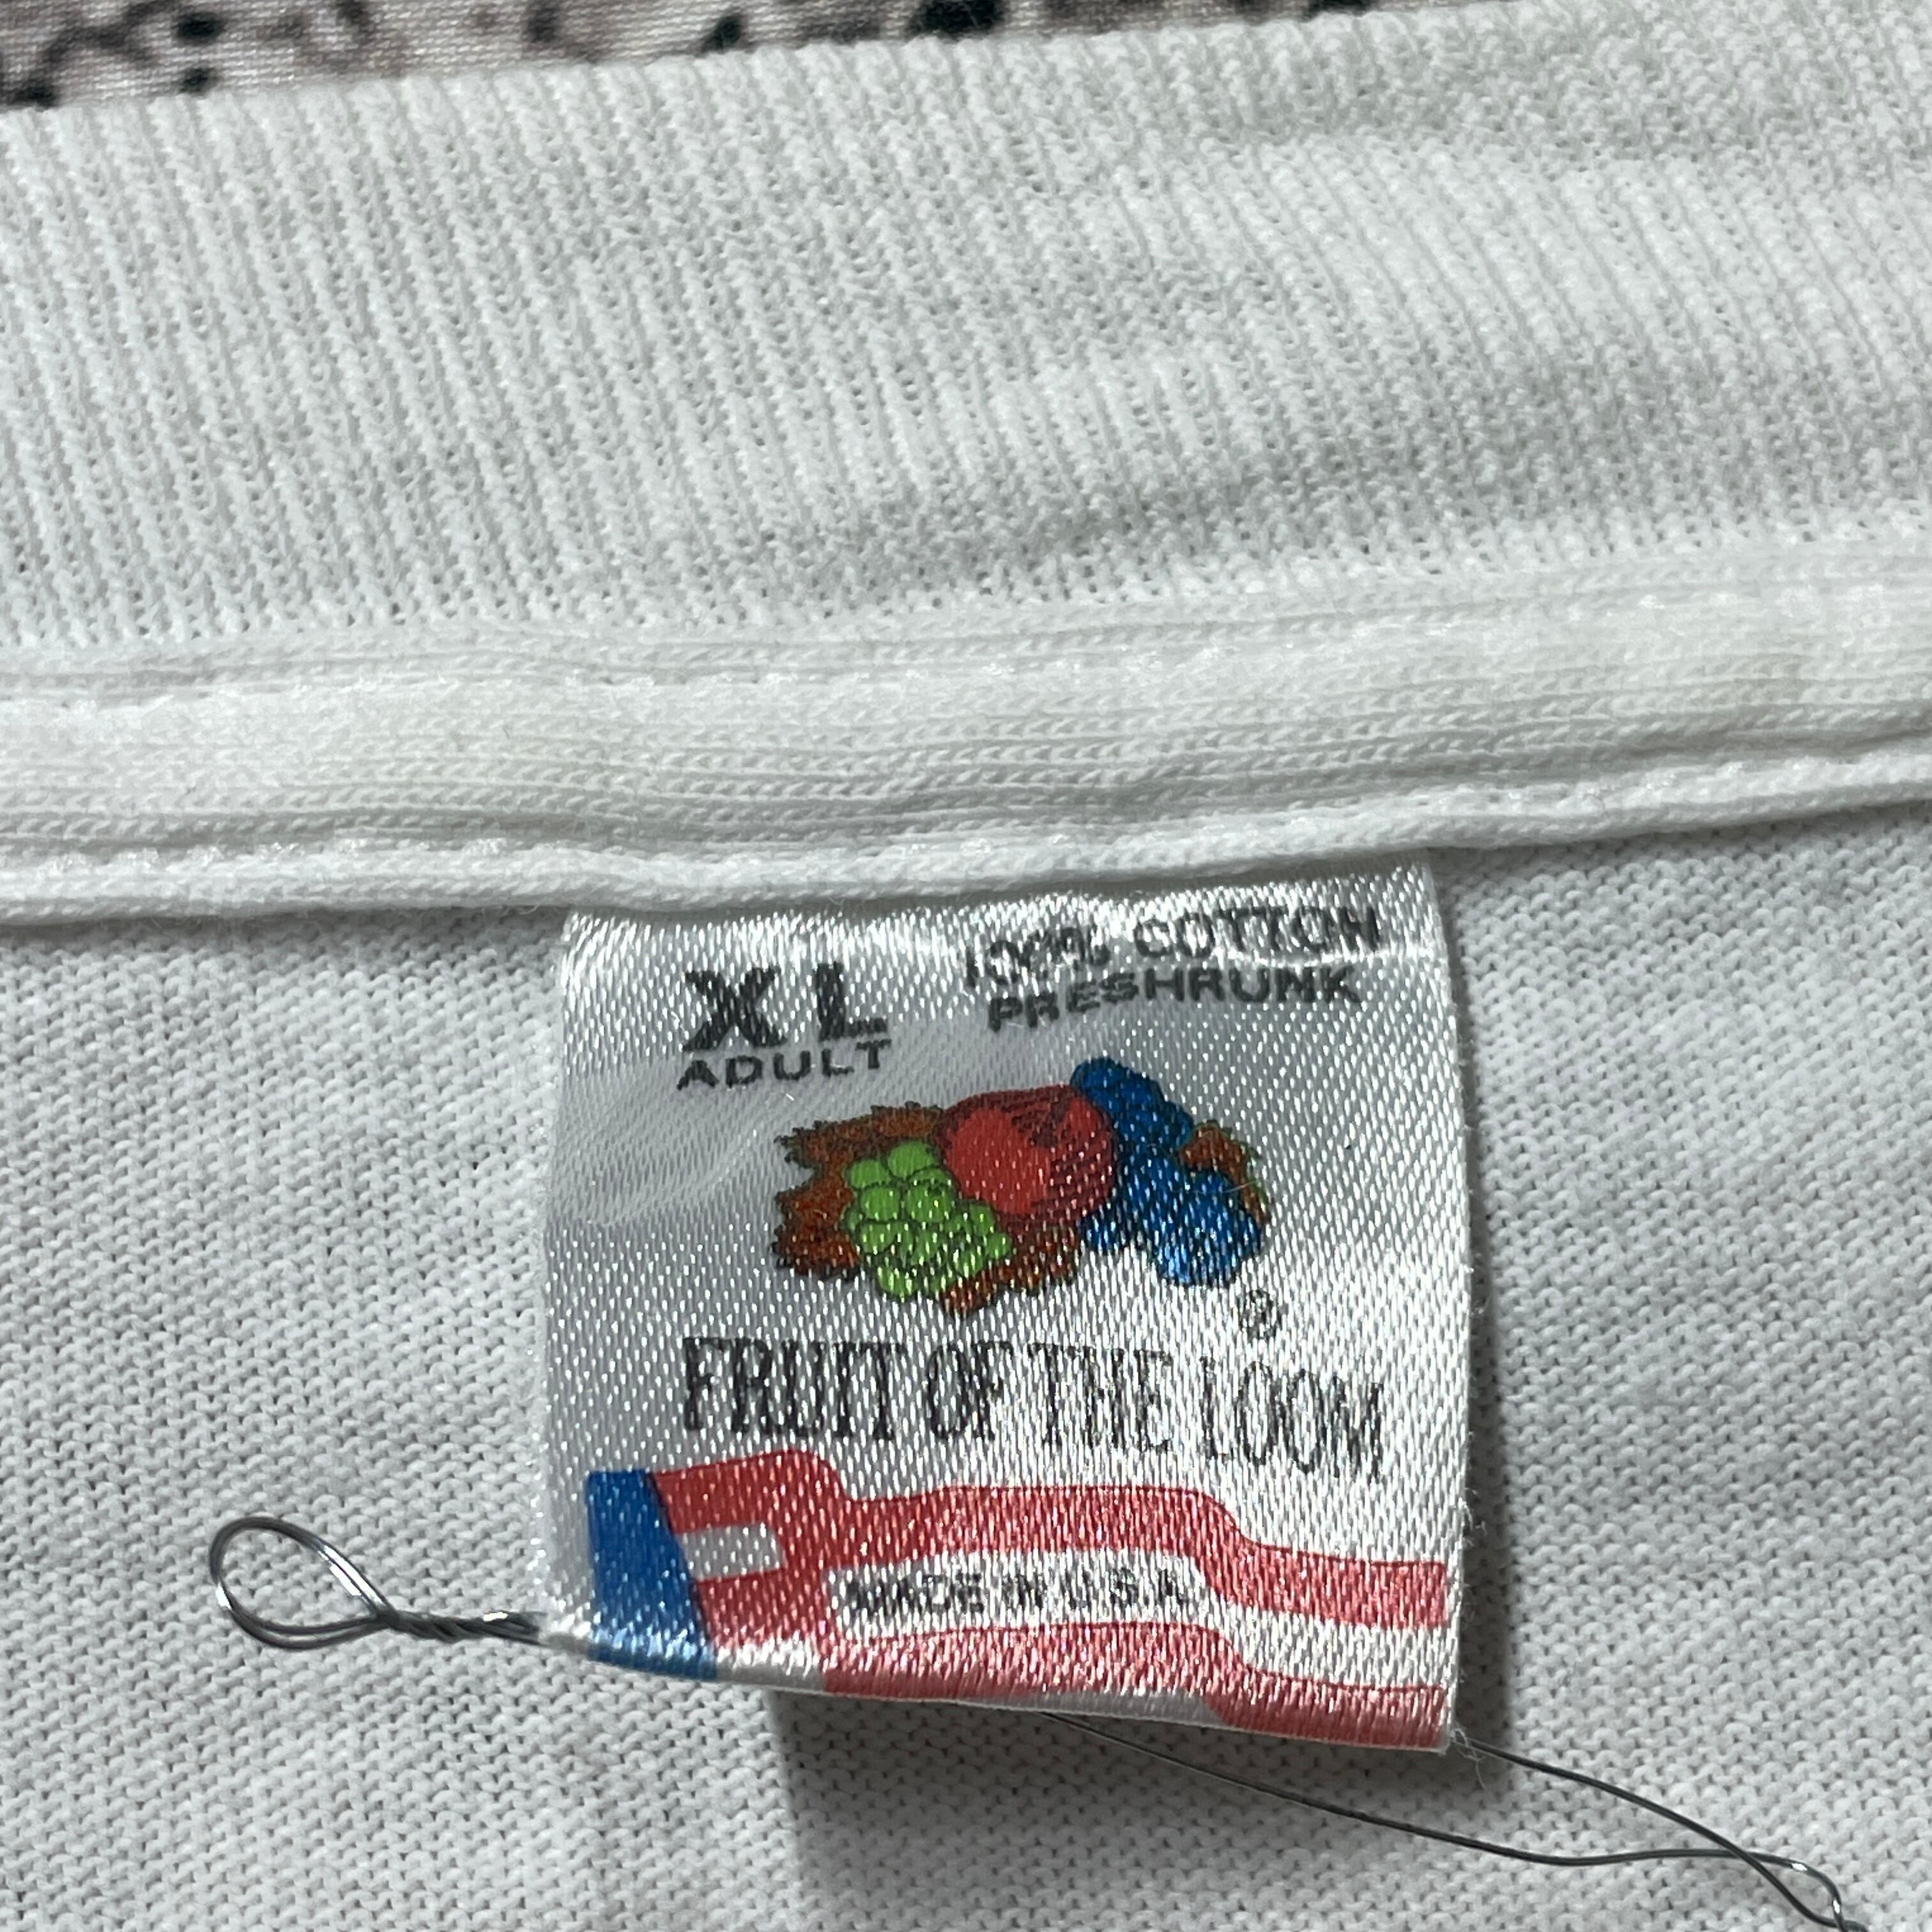 XL
ADULT
100% COTTON
PRESHRUNK
®
FRUIT OF THE LOOM
MADE IN U.S.A.